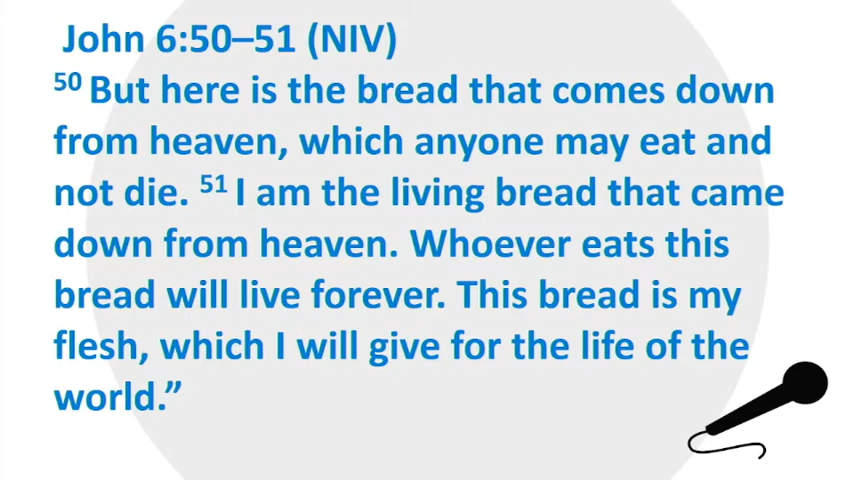 John 6:50–51 (NIV)
50 But here is the bread that comes down
from heaven, which anyone may eat and
not die. 51 I am the living bread that came
down from heaven. Whoever eats this
bread will live forever. This bread is my
flesh, which I will give for the life of the
world.”